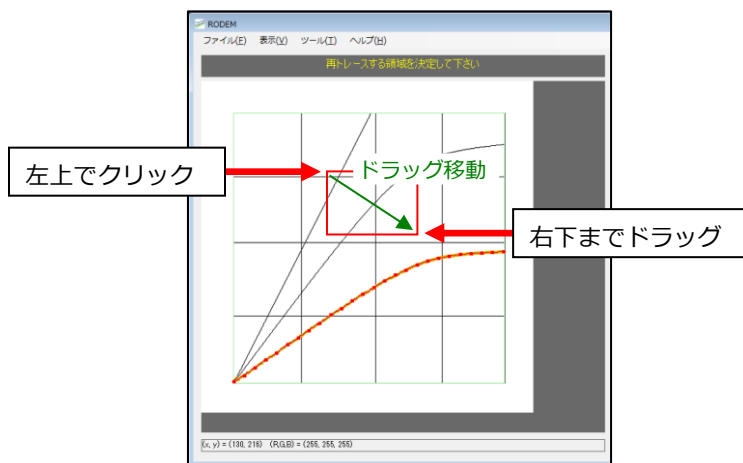 RODEM
ファイル(F) 表示(V) ツール(T) ヘルプ(H)
再トレースする領域を決定して下さい
左上でクリック
ドラッグ移動
右下までドラッグ
(x, y) = (130, 216) (R,G,B) = (255, 255, 255)